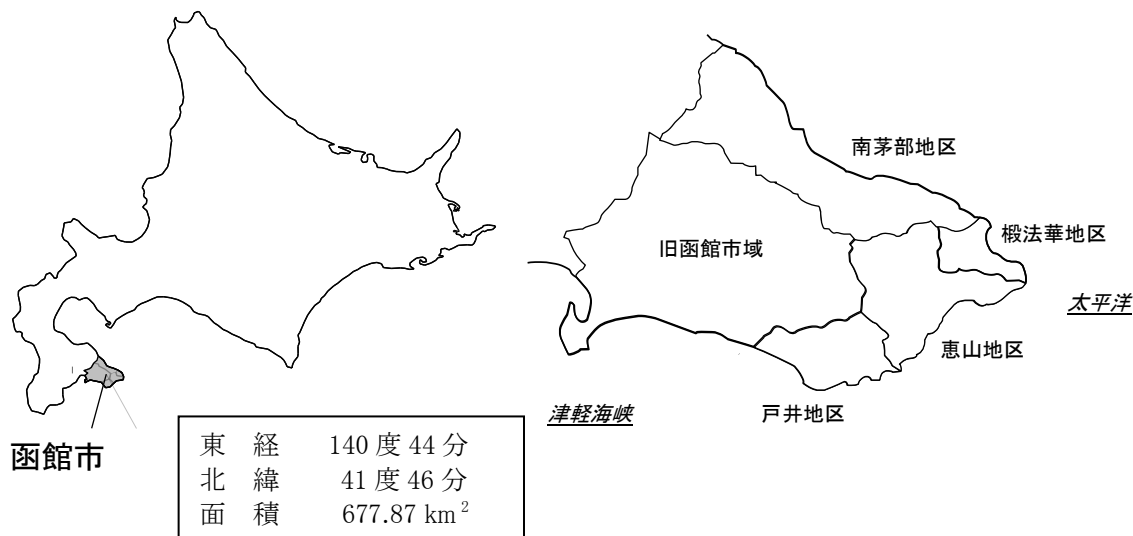 南茅部地区
旧函館市域
椴法華地区
太平洋
恵山地区
津軽海峡
戸井地区
函館市
東　経　140 度 44 分
北　緯　41 度 46 分
面　積　677.87 km²